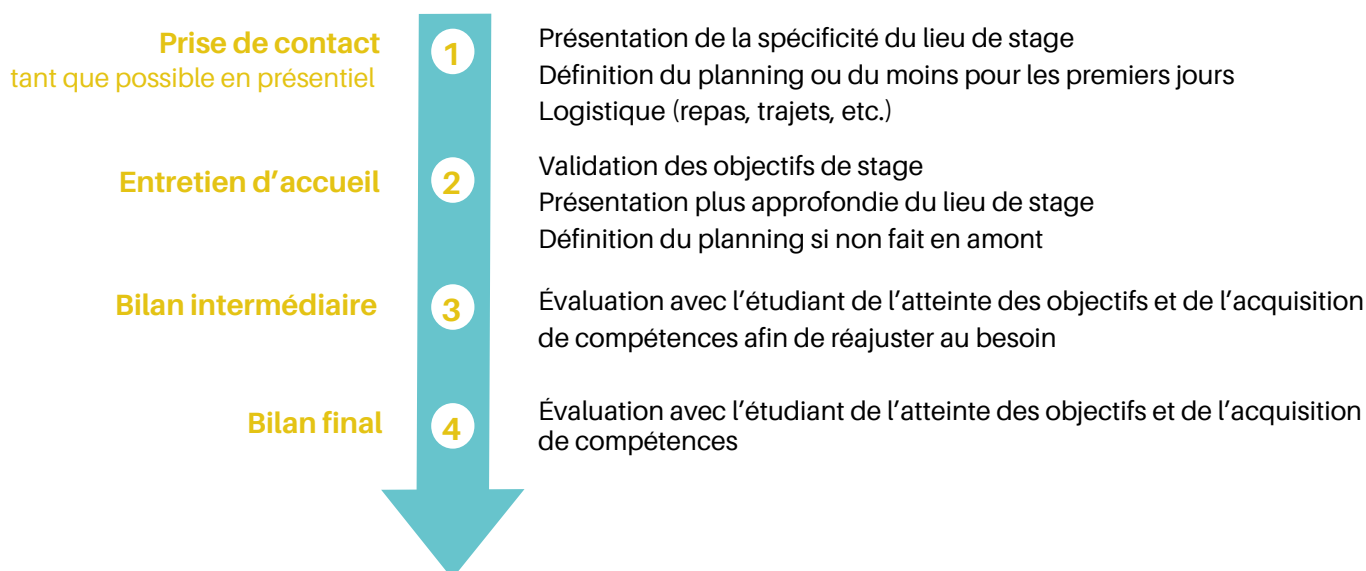 Prise de contact
tant que possible en présentiel
1
Présentation de la spécificité du lieu de stage
Définition du planning ou du moins pour les premiers jours
Logistique (repas, trajets, etc.)
Entretien d’accueil
2
Validation des objectifs de stage
Présentation plus approfondie du lieu de stage
Définition du planning si non fait en amont
Bilan intermédiaire
3
Évaluation avec l’étudiant de l’atteinte des objectifs et de l’acquisition
de compétences afin de réajuster au besoin
Bilan final
4
Évaluation avec l’étudiant de l’atteinte des objectifs et de l’acquisition
de compétences